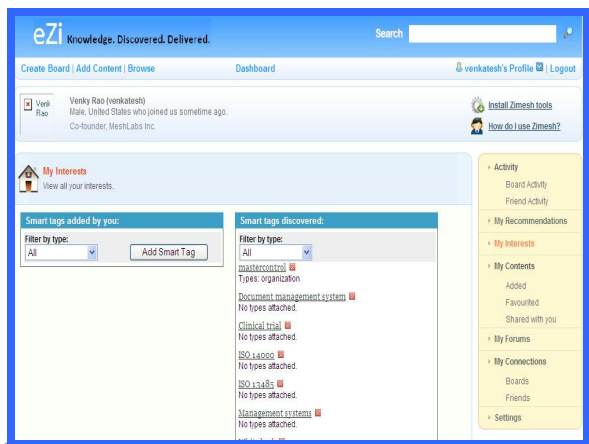 eZi Knowledge. Discovered. Delivered.
Search
Create Board | Add Content | Browse
Dashboard
venkatesh's Profile | Logout
Venk
Rao
Venky Rao (venkatesh)
Male, United States who joined us sometime ago.
Co-founder, MeshLabs Inc.
Install Zimesh tools
How do I use Zimesh?
My Interests
View all your interests.
Smart tags added by you:
Filter by type:
All
Add Smart Tag
Smart tags discovered:
Filter by type:
All
mastercontrol
Types: organization
Document management system
No types attached.
Clinical trial
No types attached.
ISO 14000
No types attached.
ISO 13485
No types attached.
Management systems
No types attached.
Activity
Board Activity
Friend Activity
My Recommendations
My Interests
My Contents
Added
Favourited
Shared with you
My Forums
My Connections
Boards
Friends
Settings